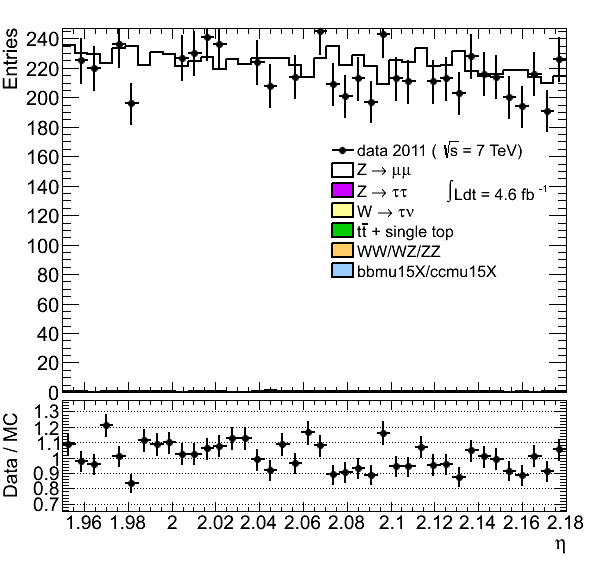 Entries
240
220
200
180
160
140
120
100
80
60
40
20
0
data 2011 ( √s = 7 TeV)
Z → μμ
Z → ττ
∫Ldt = 4.6 fb⁻¹
W → τν
tt̅ + single top
WW/WZ/ZZ
bbmu15X/ccmu15X
Data / MC
1.3
1.2
1.1
1
0.9
0.8
0.7
1.96 1.98 2 2.02 2.04 2.06 2.08 2.1 2.12 2.14 2.16 2.18
η